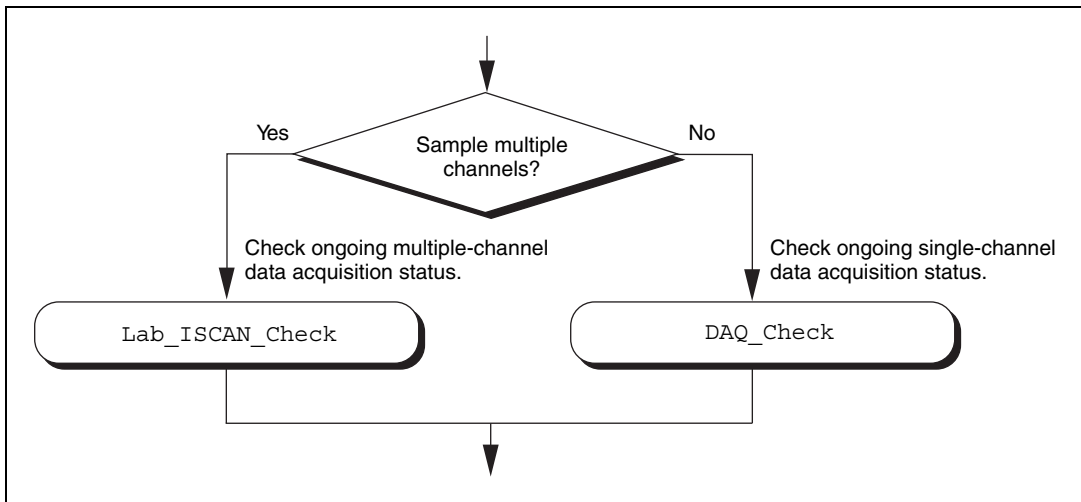 Sample multiple
channels?
Yes
No
Check ongoing multiple-channel
data acquisition status.
Check ongoing single-channel
data acquisition status.
Lab_ISCAN_Check
DAQ_Check